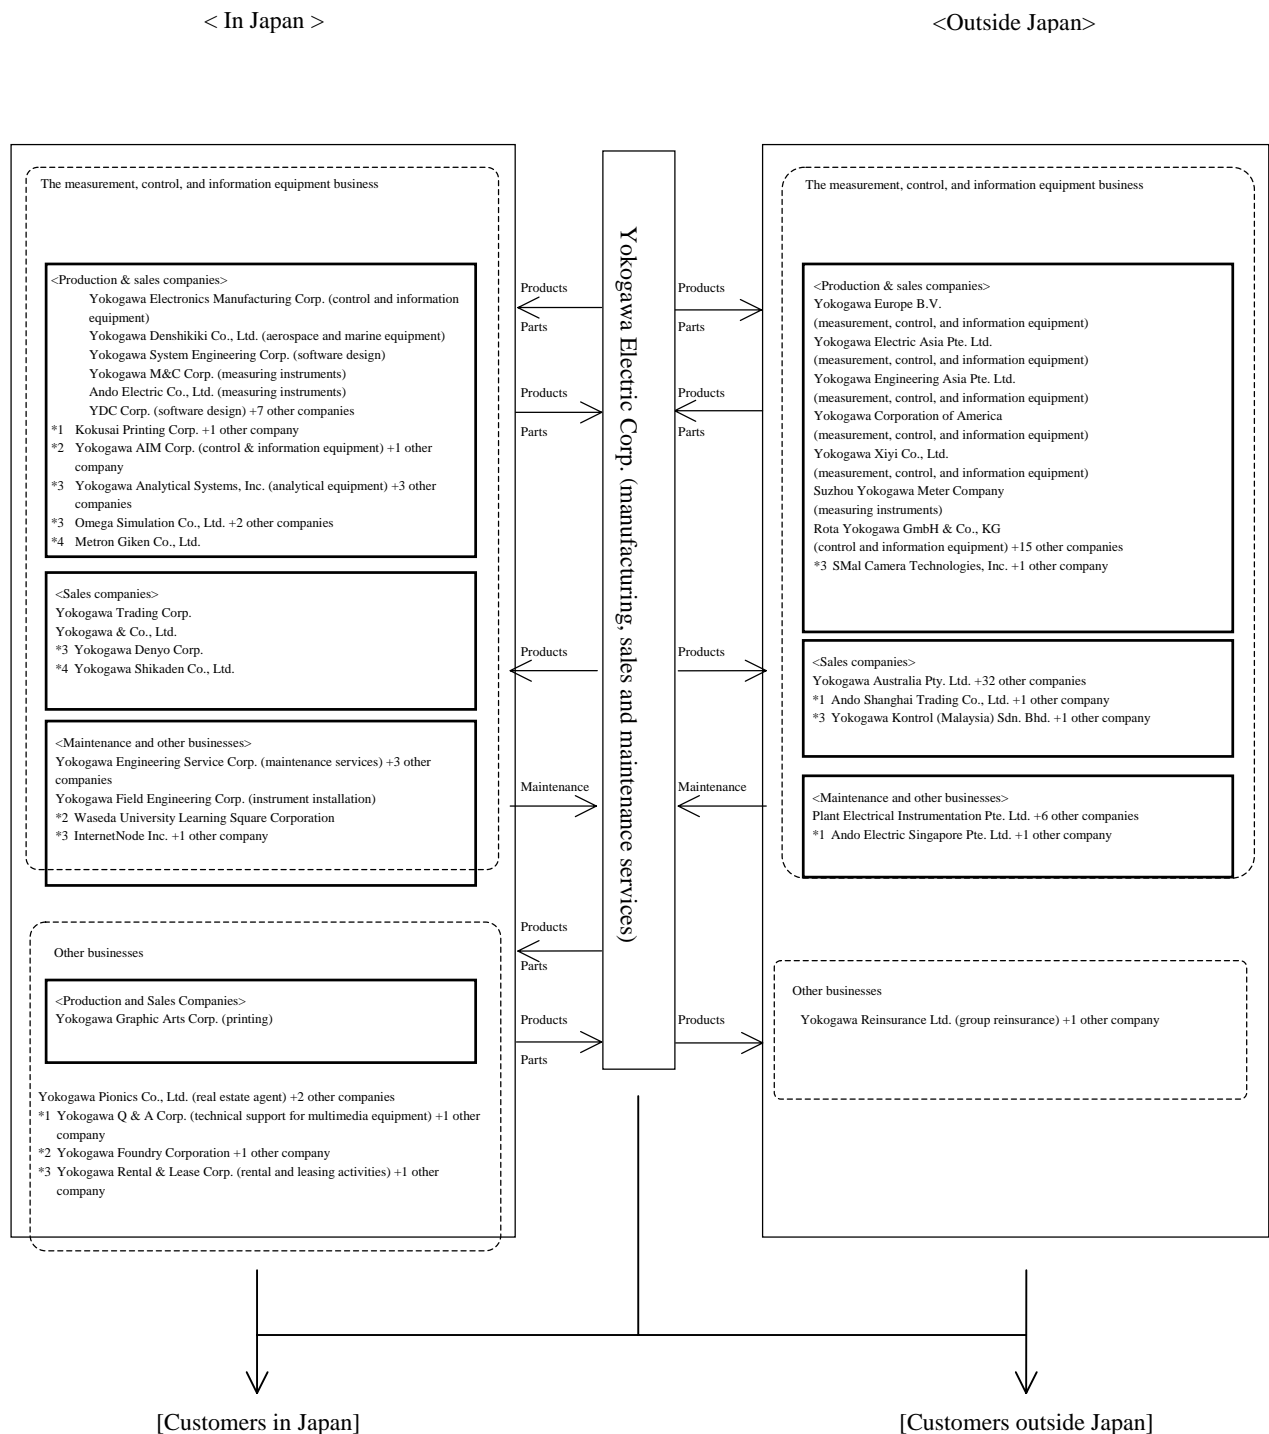 < In Japan >
<Outside Japan>
The measurement, control, and information equipment business
<Production & sales companies>
Yokogawa Electronics Manufacturing Corp. (control and information
equipment)
Yokogawa Denshikiki Co., Ltd. (aerospace and marine equipment)
Yokogawa System Engineering Corp. (software design)
Yokogawa M&C Corp. (measuring instruments)
Ando Electric Co., Ltd. (measuring instruments)
YDC Corp. (software design) +7 other companies
*1 Kokusai Printing Corp. +1 other company
*2 Yokogawa AIM Corp. (control & information equipment) +1 other
company
*3 Yokogawa Analytical Systems, Inc. (analytical equipment) +3 other
companies
*3 Omega Simulation Co., Ltd. +2 other companies
*4 Metron Giken Co., Ltd.
<Sales companies>
Yokogawa Trading Corp.
Yokogawa & Co., Ltd.
*3 Yokogawa Denyo Corp.
*4 Yokogawa Shikaden Co., Ltd.
<Maintenance and other businesses>
Yokogawa Engineering Service Corp. (maintenance services) +3 other
companies
Yokogawa Field Engineering Corp. (instrument installation)
*2 Waseda University Learning Square Corporation
*3 InternetNode Inc. +1 other company
Other businesses
<Production and Sales Companies>
Yokogawa Graphic Arts Corp. (printing)
Yokogawa Pionics Co., Ltd. (real estate agent) +2 other companies
*1 Yokogawa Q & A Corp. (technical support for multimedia equipment) +1 other
company
*2 Yokogawa Foundry Corporation +1 other company
*3 Yokogawa Rental & Lease Corp. (rental and leasing activities) +1 other
company
Products
Parts
Products
Parts
Products
Maintenance
Products
Parts
Products
Parts
Yokogawa Electric Corp. (manufacturing, sales and maintenance services)
Products
Parts
Products
Parts
Products
Maintenance
Products
The measurement, control, and information equipment business
<Production & sales companies>
Yokogawa Europe B.V.
(measurement, control, and information equipment)
Yokogawa Electric Asia Pte. Ltd.
(measurement, control, and information equipment)
Yokogawa Engineering Asia Pte. Ltd.
(measurement, control, and information equipment)
Yokogawa Corporation of America
(measurement, control, and information equipment)
Yokogawa Xiyi Co., Ltd.
(measurement, control, and information equipment)
Suzhou Yokogawa Meter Company
(measuring instruments)
Rota Yokogawa GmbH & Co., KG
(control and information equipment) +15 other companies
*3 SMal Camera Technologies, Inc. +1 other company
<Sales companies>
Yokogawa Australia Pty. Ltd. +32 other companies
*1 Ando Shanghai Trading Co., Ltd. +1 other company
*3 Yokogawa Kontrol (Malaysia) Sdn. Bhd. +1 other company
<Maintenance and other businesses>
Plant Electrical Instrumentation Pte. Ltd. +6 other companies
*1 Ando Electric Singapore Pte. Ltd. +1 other company
Other businesses
Yokogawa Reinsurance Ltd. (group reinsurance) +1 other company
[Customers in Japan]
[Customers outside Japan]